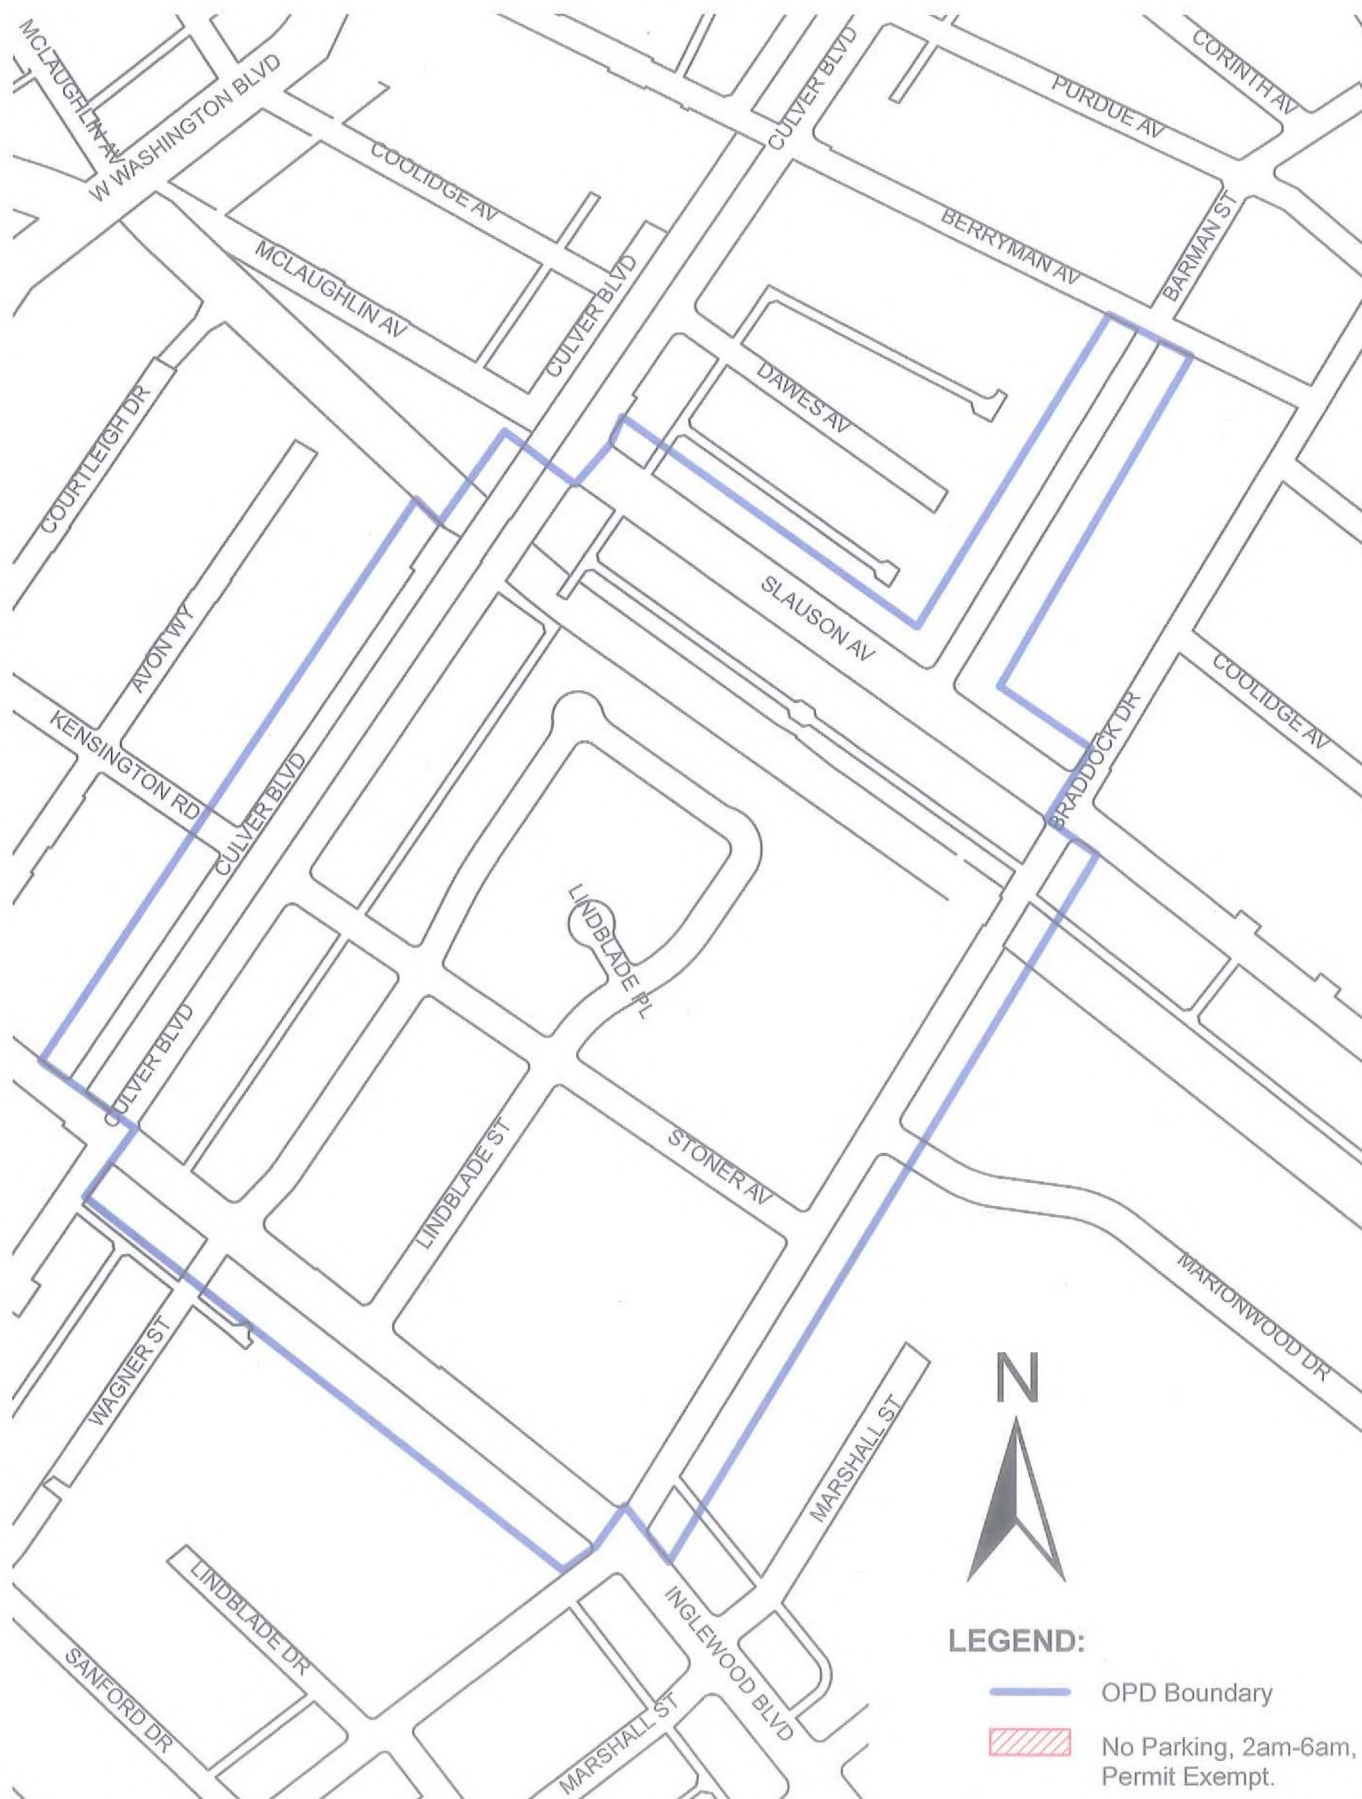 MCLAUGHLIN AV
W WASHINGTON BLVD
CULVER BLVD
CORINTH AV
PURDUE AV
COOLIDGE AV
BERRYMAN AV
BARMAN ST
MCLAUGHLIN AV
CULVER BLVD
DAWES AV
COURTLEIGH DR
SLAUSON AV
AVON WY
COOLIDGE AV
KENSINGTON RD
BRADDOCK DR
CULVER BLVD
LINDBLADE PL
CULVER BLVD
LINDBLADE ST
STONER AV
MARIONWOOD DR
WAGNER ST
N
MARSHALL ST
LINDBLADE DR
INGLEWOOD BLVD
SANFORD DR
MARSHALL ST
LEGEND:
OPD Boundary
No Parking, 2am-6am,
Permit Exempt.